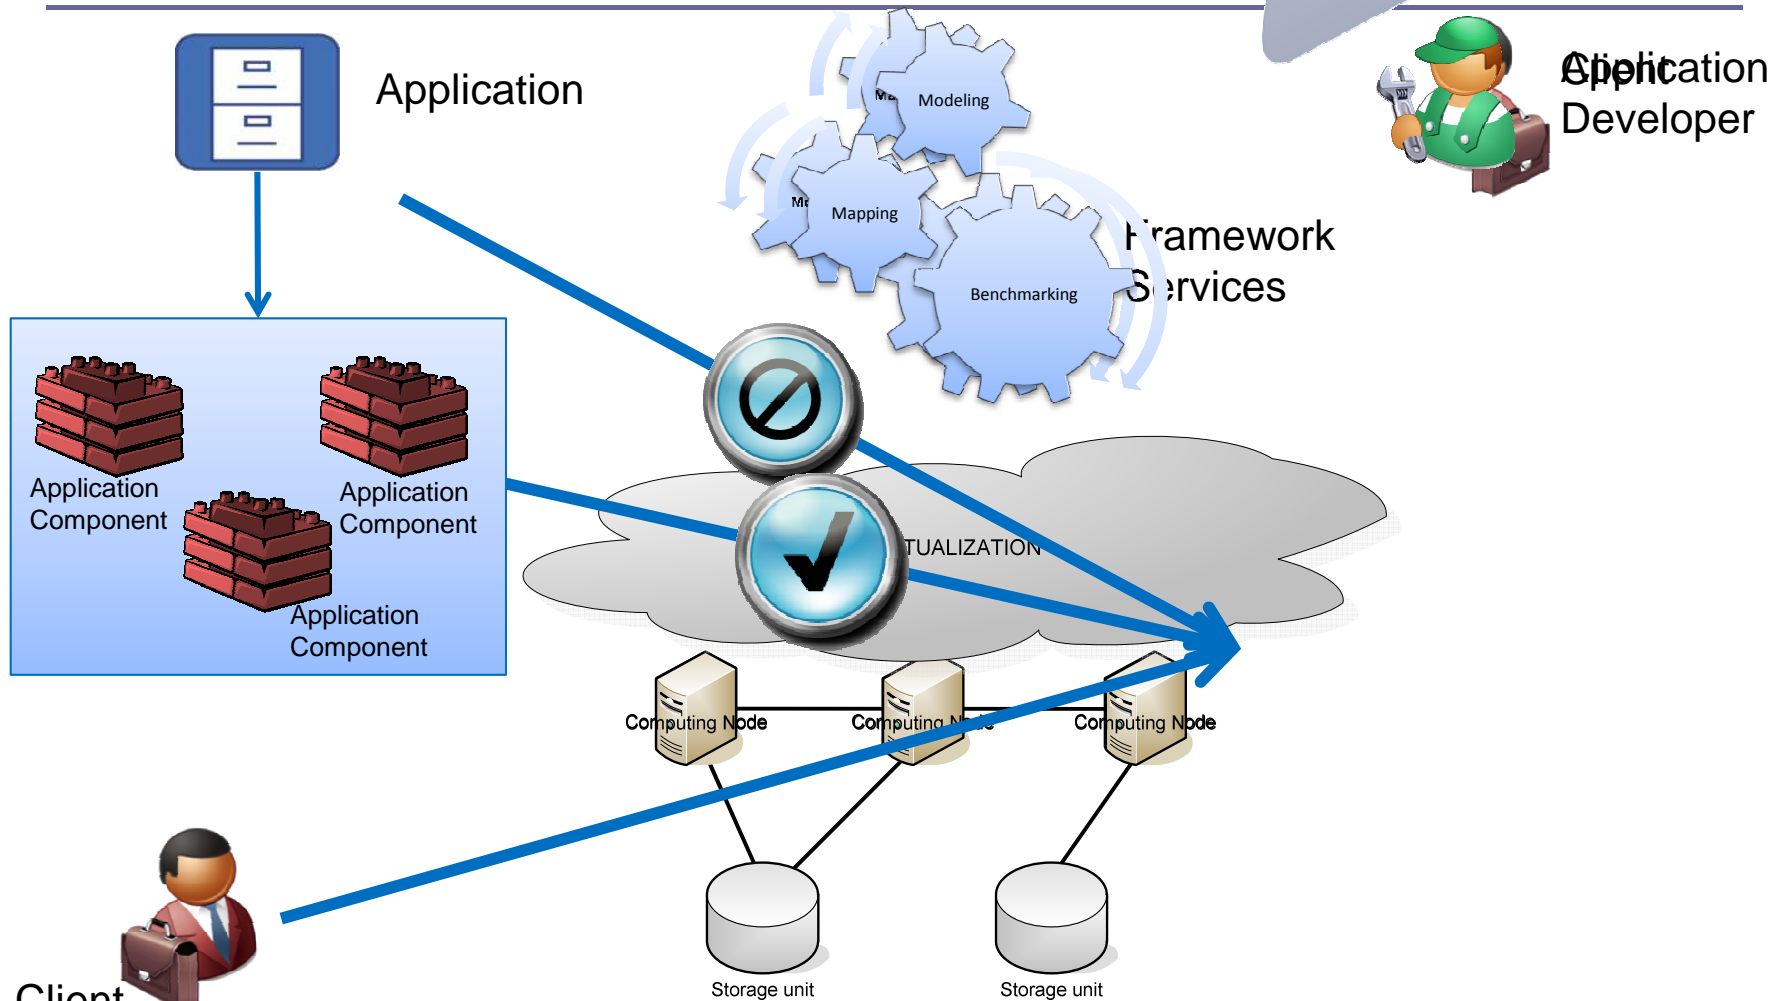 Application
Modeling
Mapping
Benchmarking
Framework
Services
Application
Client
Developer
Application
Component
Application
Component
Application
Component
TUALIZATION
Computing Node
Computing Node
Computing Node
Storage unit
Storage unit
Client